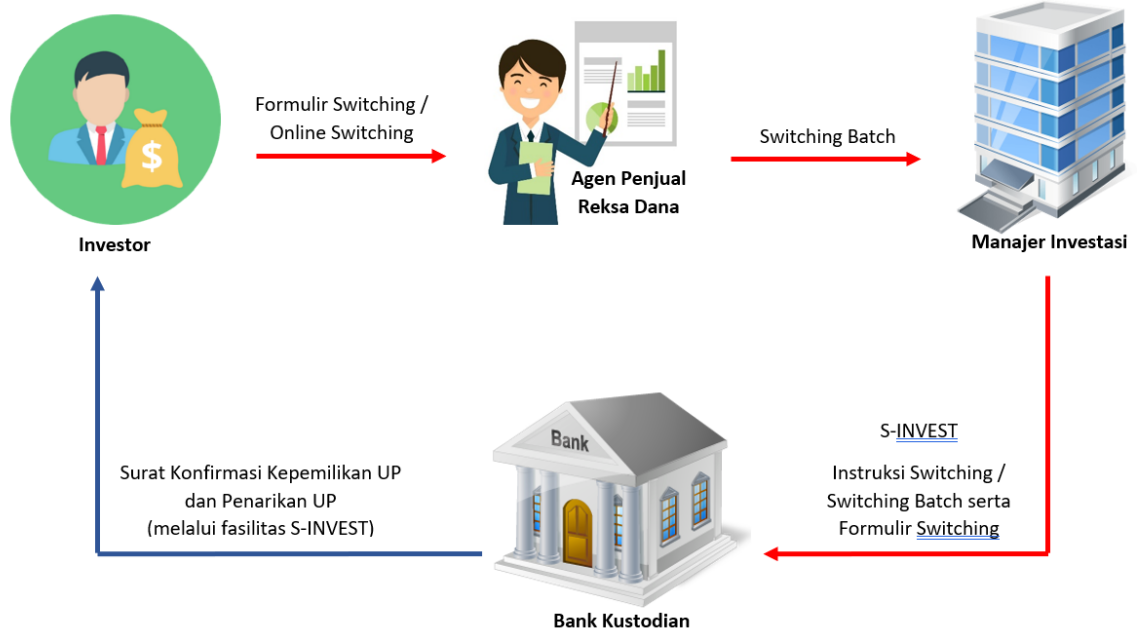 Formulir Switching /
Online Switching
Switching Batch
Agen Penjual
Reksa Dana
Investor
Manajer Investasi
S-INVEST
Instruksi Switching /
Switching Batch serta
Formulir Switching
Bank
Surat Konfirmasi Kepemilikan UP
dan Penarikan UP
(melalui fasilitas S-INVEST)
Bank Kustodian
$